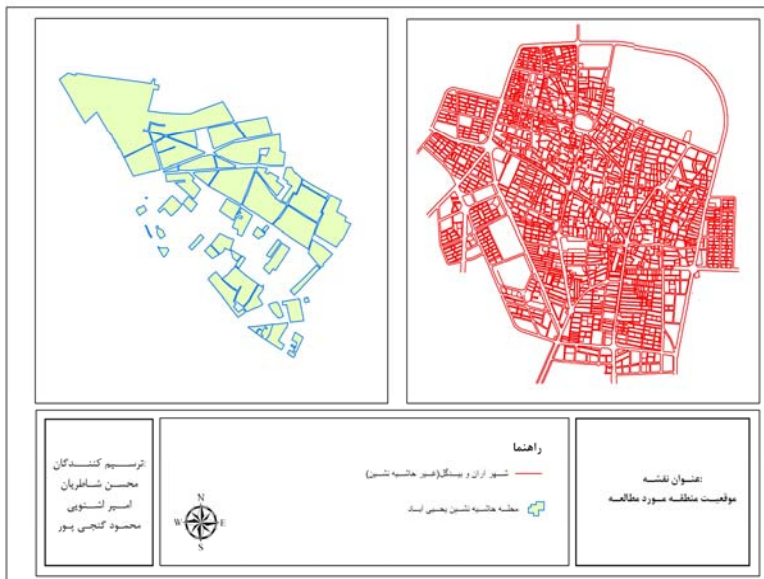 عنوان نقشه:
موقعیت منطقه مورد مطالعه
راهنما
شهر اران و بیدگل(غیر حاشیه نشین)
محله حاشیه نشین یحیی آباد
N
W E
S
ترسیم کنندگان:
محسن شاطریان
امیر اشنویی
محمود گنجی پور